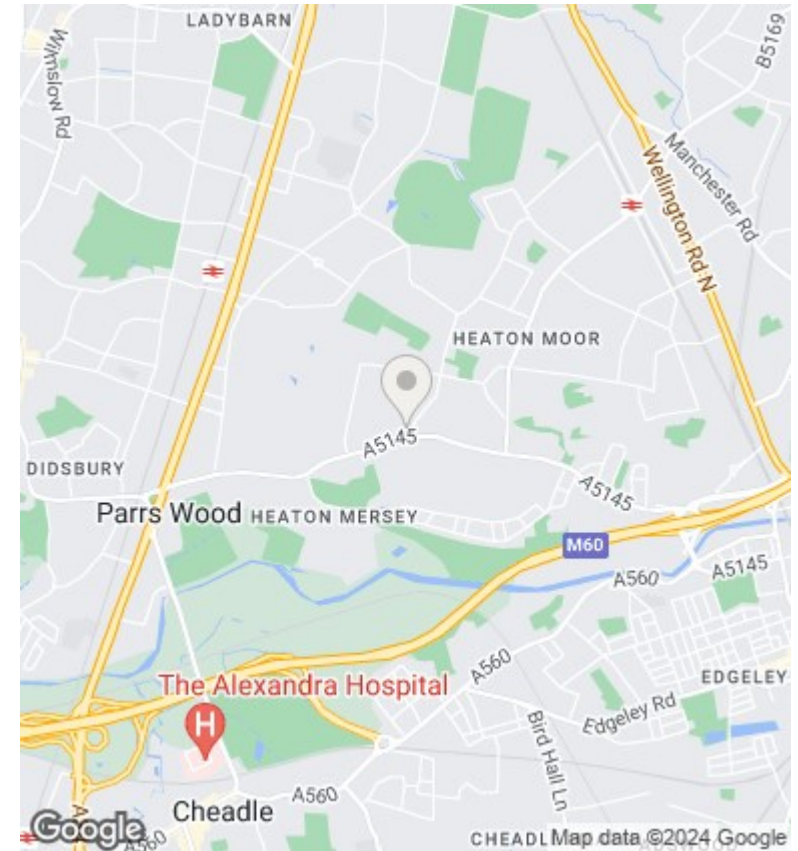 LADYBARN
Wilmslow Rd
B5169
Manchester Rd
Wellington Rd N
HEATON MOOR
A5145
DIDSBURY
Parrs Wood
HEATON MERSEY
A5145
M60
A560
A5145
A560
The Alexandra Hospital
H
EDGELEY
Edgeley Rd
Bird Hall Ln
A560
Cheadle
Google
A560
CHEADL
Map data ©2024 Google